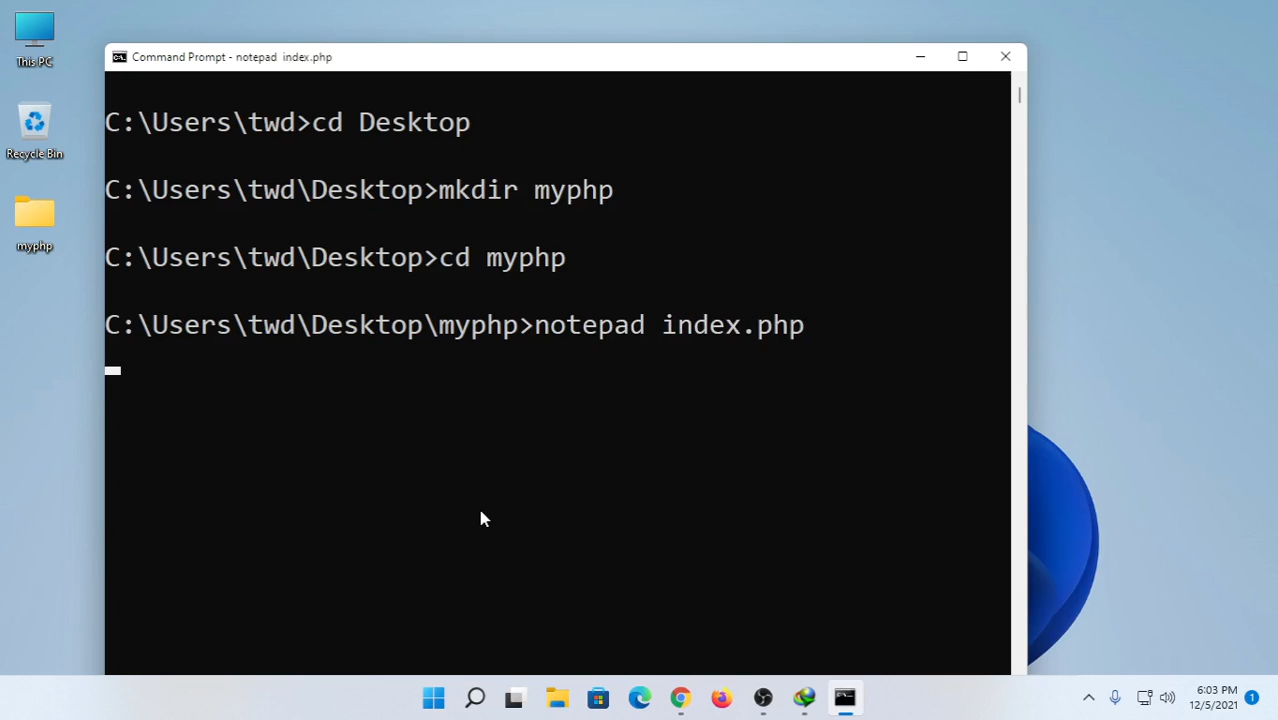 This PC
Recycle Bin
myphp
Command Prompt - notepad  index.php
C:\Users\twd>cd Desktop
C:\Users\twd\Desktop>mkdir myphp
C:\Users\twd\Desktop>cd myphp
C:\Users\twd\Desktop\myphp>notepad index.php
6:03 PM
12/5/2021
1